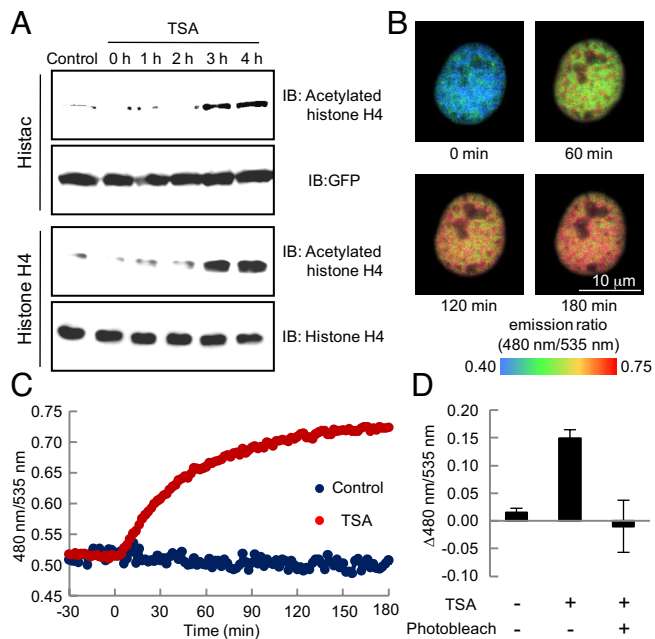 A
TSA
Control 0 h 1 h 2 h 3 h 4 h
Histac
IB: Acetylated
histone H4
IB:GFP
Histone H4
IB: Acetylated
histone H4
IB: Histone H4
B
0 min 60 min
10 µm
120 min 180 min
emission ratio
(480 nm/535 nm)
0.40 0.75
C
480 nm/535 nm
0.75
0.70
0.65
0.60
0.55
0.50
0.45
Control
TSA
-30 0 30 60 90 120 150 180
Time (min)
D
Δ480 nm/535 nm
0.20
0.15
0.10
0.05
0.00
-0.05
-0.10
TSA - + +
Photobleach - - +